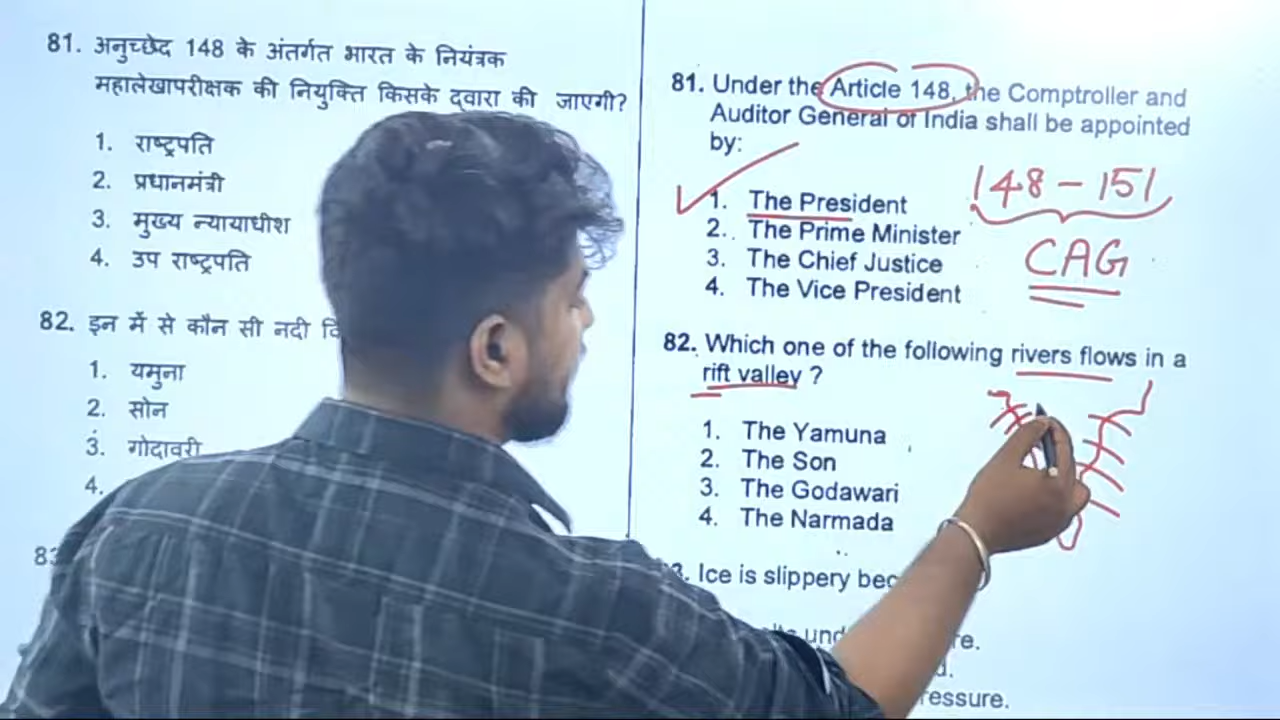 81. अनुच्छेद 148 के अंतर्गत भारत के नियंत्रक
महालेखापरीक्षक की नियुक्ति किसके द्वारा की जाएगी?
1. राष्ट्रपति
2. प्रधानमंत्री
3. मुख्य न्यायाधीश
4. उप राष्ट्रपति
82. इन में से कौन सी नदी
1. यमुना
2. सोन
3. गोदावरी
4.
81. Under the Article 148, the Comptroller and
Auditor General of India shall be appointed
by:
1. The President
2. The Prime Minister
3. The Chief Justice
4. The Vice President
148 - 151
CAG
82. Which one of the following rivers flows in a
rift valley ?
1. The Yamuna
2. The Son
3. The Godawari
4. The Narmada
Ice is slippery